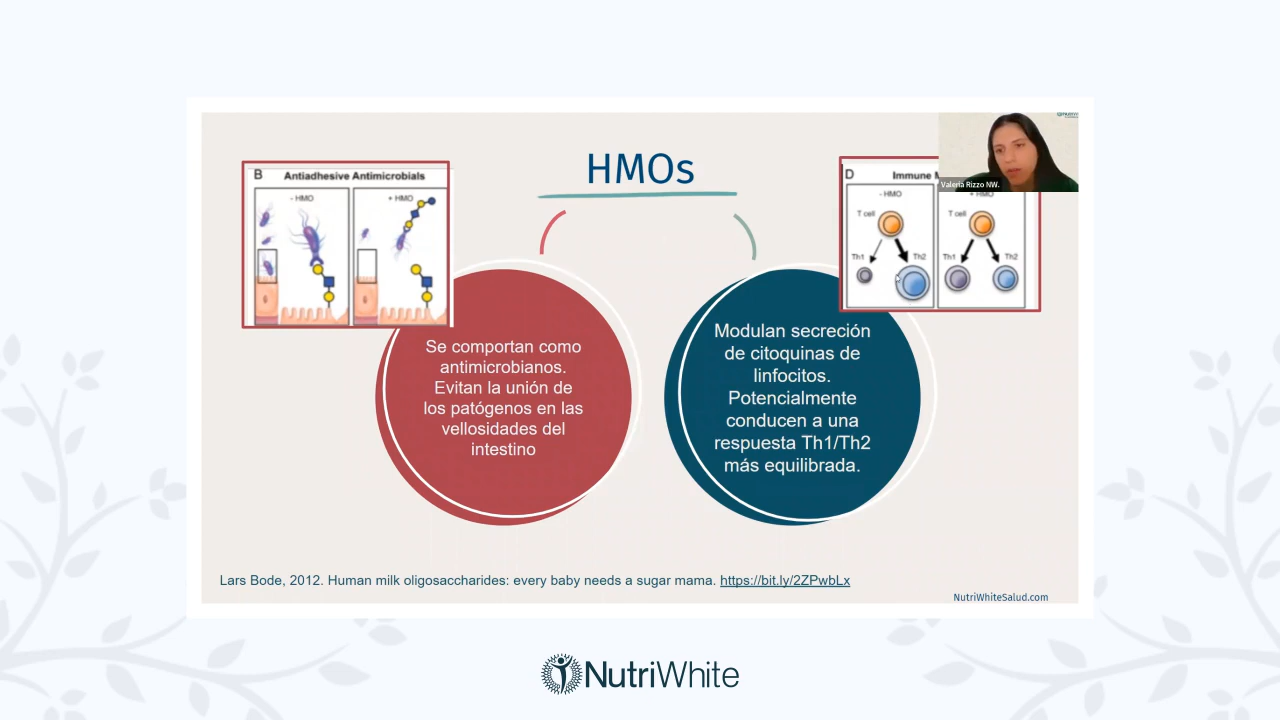 HMOs
B Antiadhesive Antimicrobials
- HMO + HMO
D Immune
- HMO + HMO
T cell T cell
Th1 Th2 Th1 Th2
Valeria Rizzo NW.
Se comportan como
antimicrobianos.
Evitan la unión de
los patógenos en las
vellosidades del
intestino
Modulan secreción
de citoquinas de
linfocitos.
Potencialmente
conducen a una
respuesta Th1/Th2
más equilibrada.
Lars Bode, 2012. Human milk oligosaccharides: every baby needs a sugar mama. https://bit.ly/2ZPwbLx
NutriWhiteSalud.com
NutriWhite